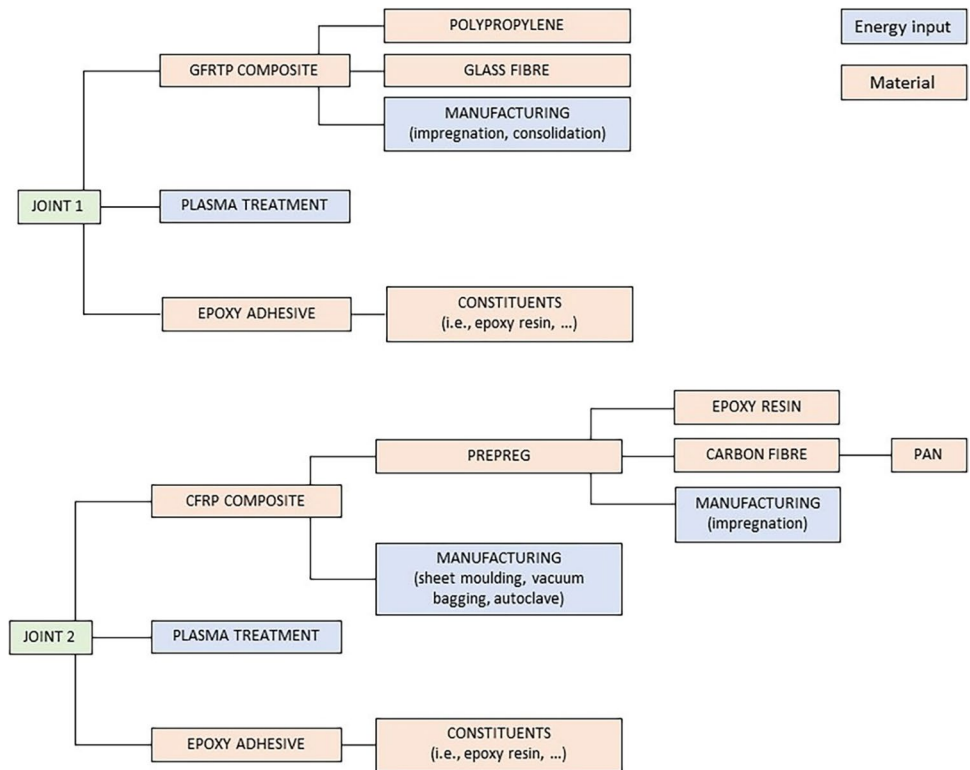 POLYPROPYLENE
Energy input
GFRTP COMPOSITE
GLASS FIBRE
Material
MANUFACTURING
(impregnation, consolidation)
JOINT 1
PLASMA TREATMENT
EPOXY ADHESIVE
CONSTITUENTS
(i.e., epoxy resin, ...)
EPOXY RESIN
PREPREG
CARBON FIBRE
PAN
CFRP COMPOSITE
MANUFACTURING
(impregnation)
MANUFACTURING
(sheet moulding, vacuum
bagging, autoclave)
JOINT 2
PLASMA TREATMENT
EPOXY ADHESIVE
CONSTITUENTS
(i.e., epoxy resin, ...)